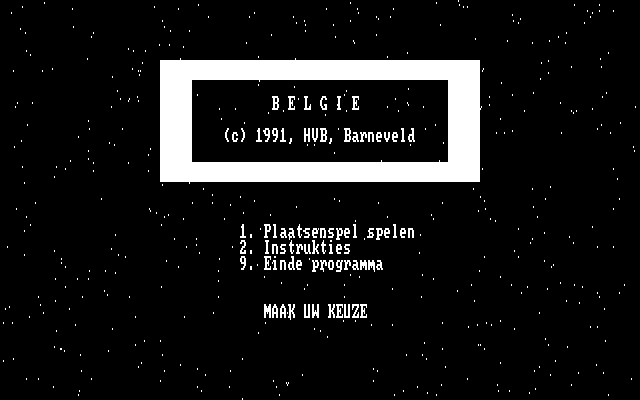 B E L G I E
(c) 1991, HVB, Barneveld
1. Plaatsenspel spelen
2. Instrukties
9. Einde programma
MAAK UW KEUZE